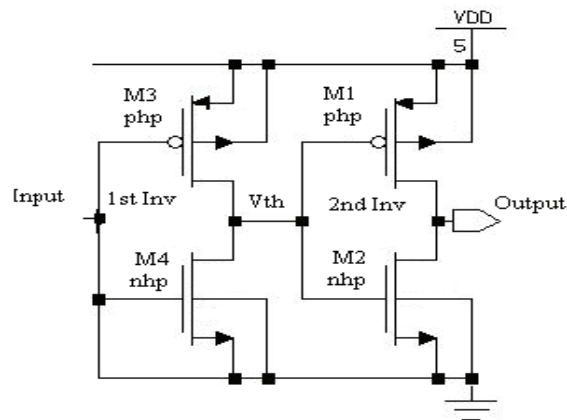 VDD
5
M3
php
M1
php
Input
1st Inv
Vth
2nd Inv
Output
M4
nhp
M2
nhp